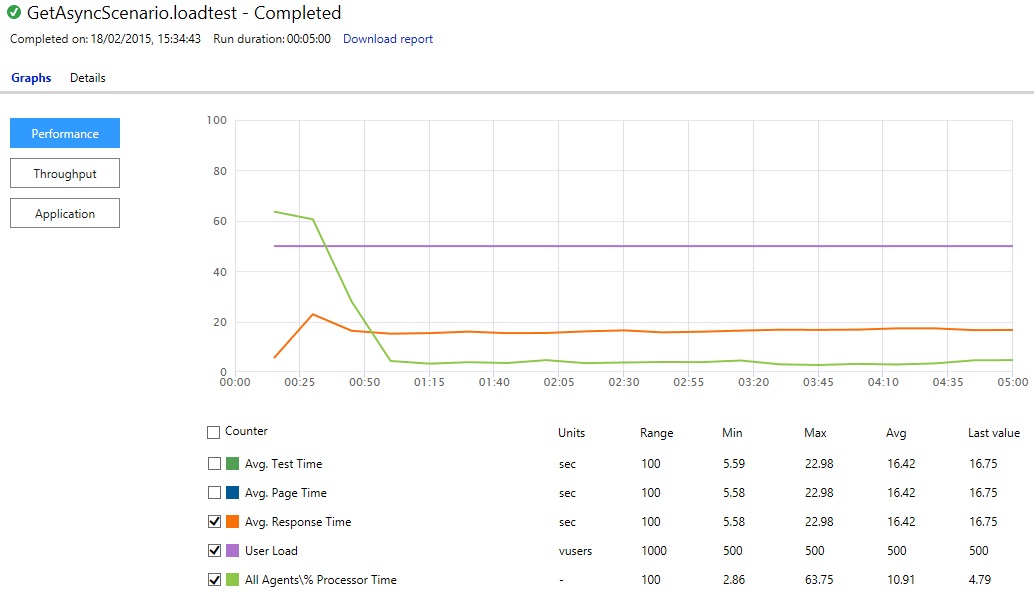 GetAsyncScenario.loadtest - Completed
Completed on: 18/02/2015, 15:34:43 Run duration: 00:05:00 Download report
Graphs Details
Performance
Throughput
Application
100
80
60
40
20
0
00:00 00:25 00:50 01:15 01:40 02:05 02:30 02:55 03:20 03:45 04:10 04:35 05:00
Counter Units Range Min Max Avg Last value
Avg. Test Time sec 100 5.59 22.98 16.42 16.75
Avg. Page Time sec 100 5.58 22.98 16.42 16.75
Avg. Response Time sec 100 5.58 22.98 16.42 16.75
User Load vusers 1000 500 500 500 500
All Agents\% Processor Time - 100 2.86 63.75 10.91 4.79